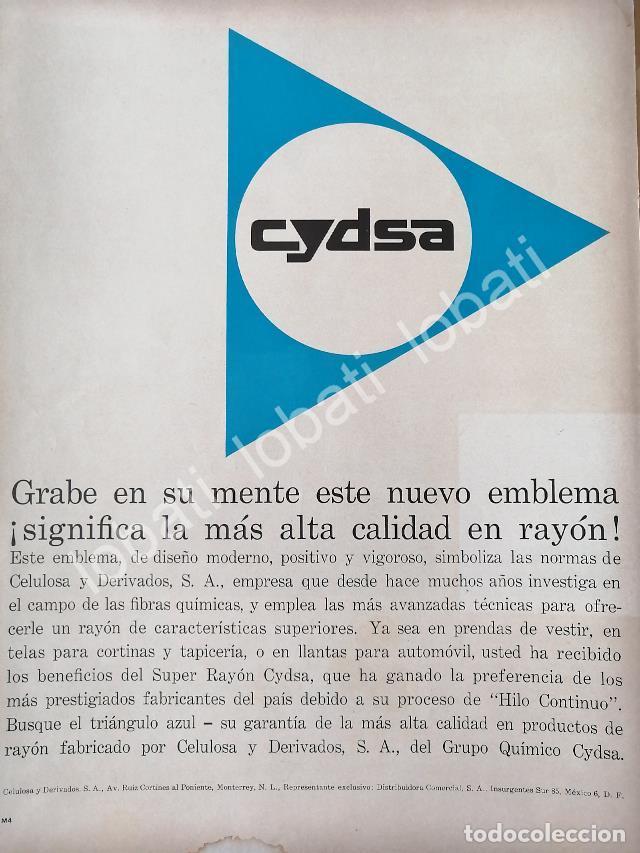 cydsa
Grabe en su mente este nuevo emblema
¡significa la más alta calidad en rayón!
Este emblema, de diseño moderno, positivo y vigoroso, simboliza las normas de
Celulosa y Derivados, S. A., empresa que desde hace muchos años investiga en
el campo de las fibras químicas, y emplea las más avanzadas técnicas para ofre-
cerle un rayón de características superiores. Ya sea en prendas de vestir, en
telas para cortinas y tapicería, o en llantas para automóvil, usted ha recibido
los beneficios del Super Rayón Cydsa, que ha ganado la preferencia de los
más prestigiados fabricantes del país debido a su proceso de “Hilo Continuo”.
Busque el triángulo azul – su garantía de la más alta calidad en productos de
rayón fabricado por Celulosa y Derivados, S. A., del Grupo Químico Cydsa.
Celulosa y Derivados, S. A., Av. Ruiz Cortines al Poniente, Monterrey, N. L., Representante exclusivo: Distribuidora Comercial, S. A., Insurgentes Sur 85, México 6, D. F.
M4
lobati lobati lobati
todocoleccion